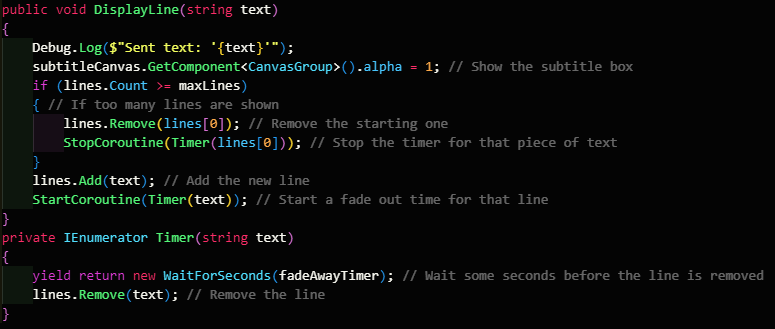 public void DisplayLine(string text)
{
    Debug.Log($"Sent text: '{text}'");
    subtitleCanvas.GetComponent<CanvasGroup>().alpha = 1; // Show the subtitle box
    if (lines.Count >= maxLines)
    { // If too many lines are shown
        lines.Remove(lines[0]); // Remove the starting one
        StopCoroutine(Timer(lines[0])); // Stop the timer for that piece of text
    }
    lines.Add(text); // Add the new line
    StartCoroutine(Timer(text)); // Start a fade out time for that line
}
private IEnumerator Timer(string text)
{
    yield return new WaitForSeconds(fadeAwayTimer); // Wait some seconds before the line is removed
    lines.Remove(text); // Remove the line
}